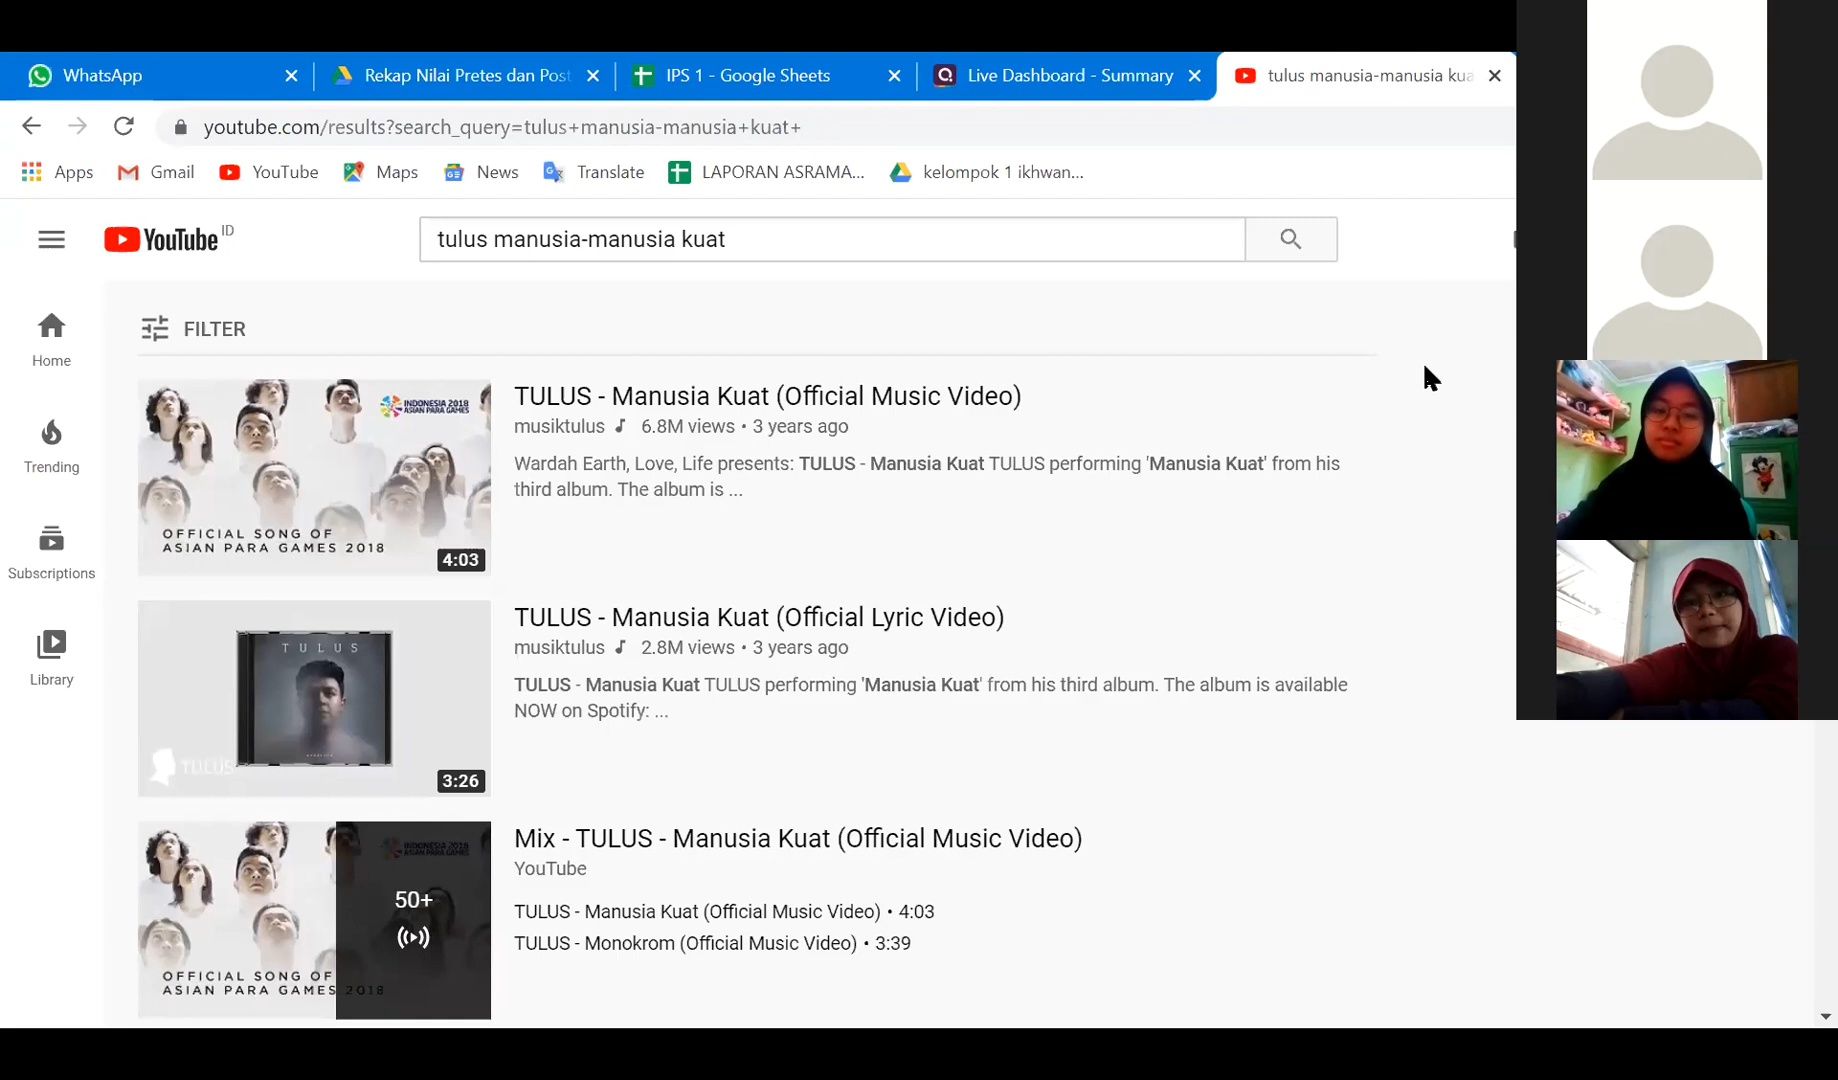 WhatsApp
Rekap Nilai Pretes dan Post
IPS 1 - Google Sheets
Live Dashboard - Summary
tulus manusia-manusia kua
youtube.com/results?search_query=tulus+manusia-manusia+kuat+
Apps
Gmail
YouTube
Maps
News
Translate
LAPORAN ASRAMA...
kelompok 1 ikhwan...
YouTube ID
tulus manusia-manusia kuat
Home
Trending
Subscriptions
Library
FILTER
INDONESIA 2018
ASIAN PARA GAMES
OFFICIAL SONG OF
ASIAN PARA GAMES 2018
4:03
TULUS - Manusia Kuat (Official Music Video)
musiktulus 6.8M views • 3 years ago
Wardah Earth, Love, Life presents: TULUS - Manusia Kuat TULUS performing 'Manusia Kuat' from his
third album. The album is ...
TULUS
TULUS
3:26
TULUS - Manusia Kuat (Official Lyric Video)
musiktulus 2.8M views • 3 years ago
TULUS - Manusia Kuat TULUS performing 'Manusia Kuat' from his third album. The album is available
NOW on Spotify: ...
INDONESIA 2018
ASIAN PARA GAMES
50+
OFFICIAL SONG OF
ASIAN PARA GAMES 2018
Mix - TULUS - Manusia Kuat (Official Music Video)
YouTube
TULUS - Manusia Kuat (Official Music Video) • 4:03
TULUS - Monokrom (Official Music Video) • 3:39